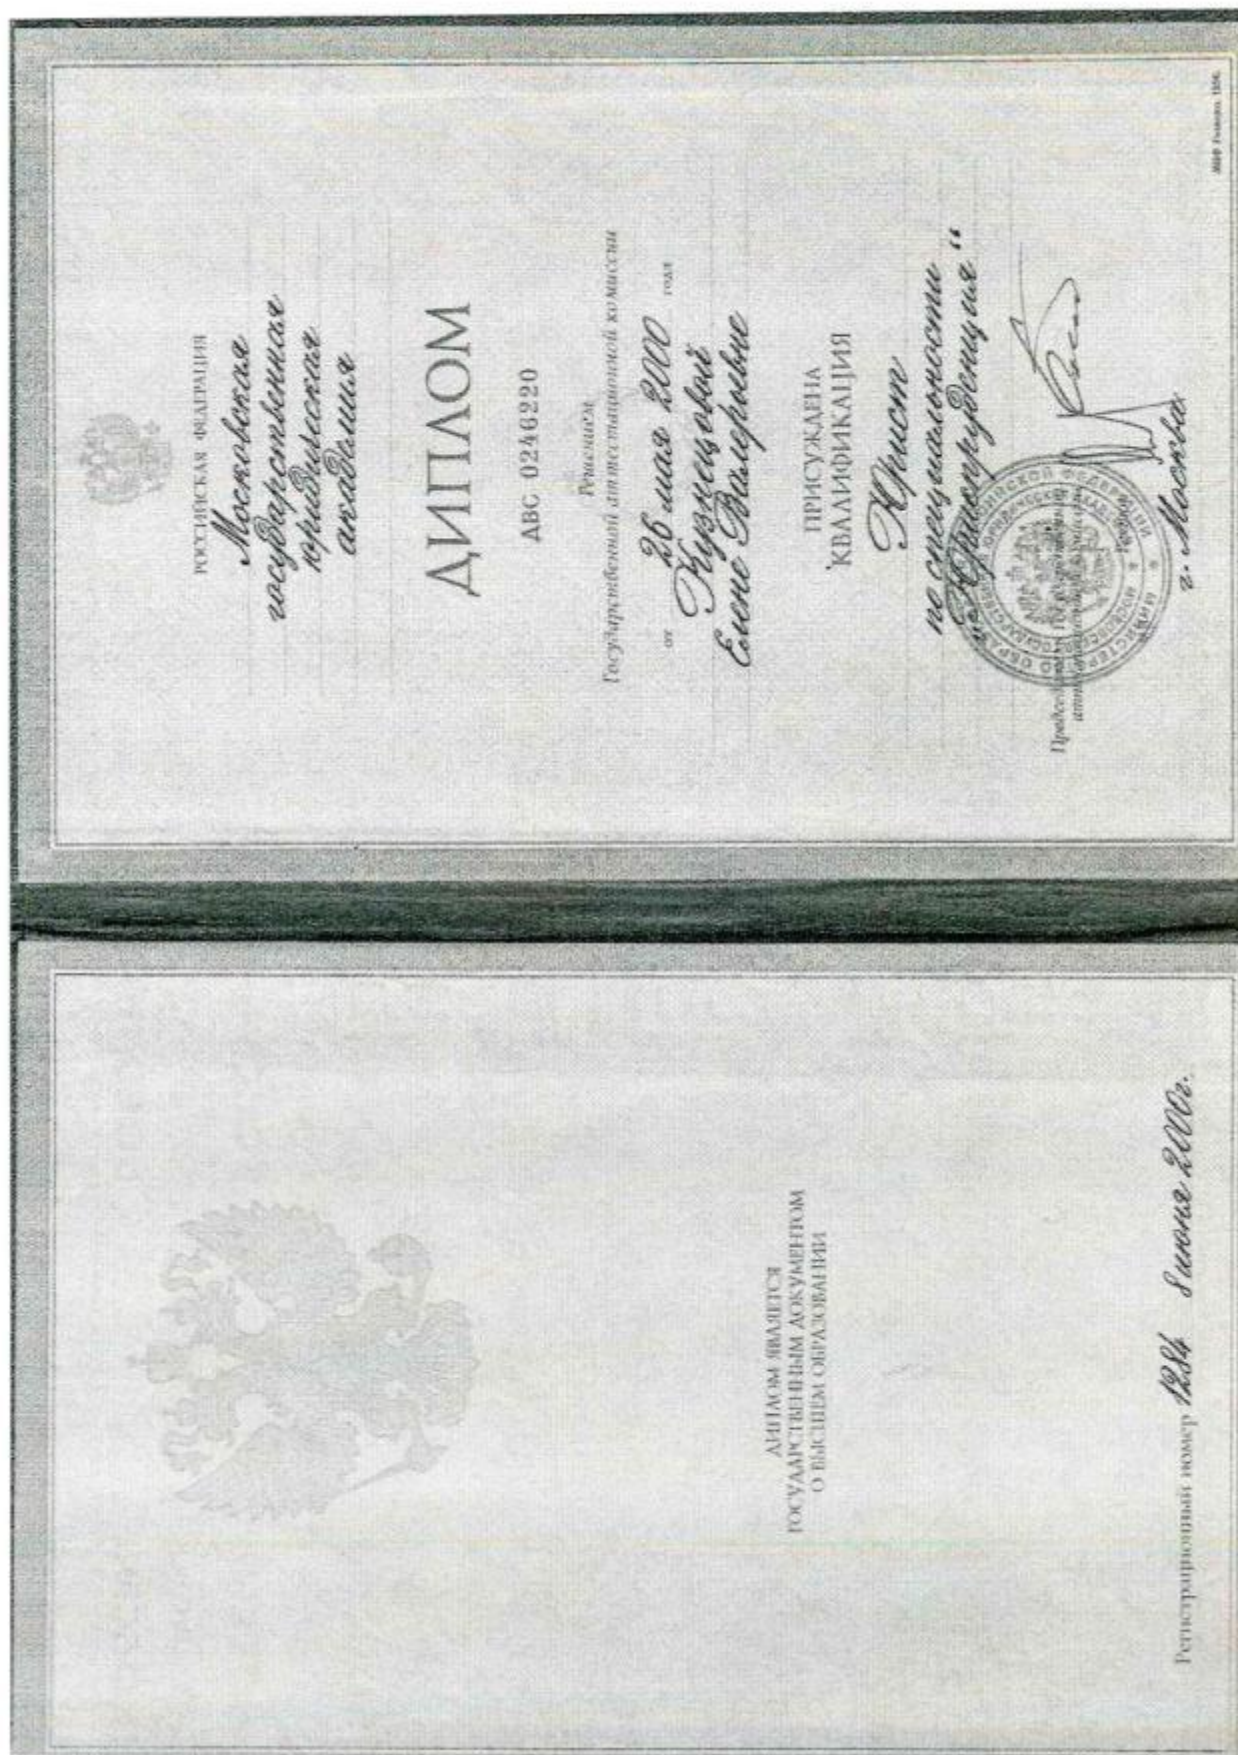 ДИПЛОМ ЯВЛЯЕТСЯ
ГОСУДАРСТВЕННЫМ ДОКУМЕНТОМ
О ВЫСШЕМ ОБРАЗОВАНИИ
Регистрационный номер 1284 8 июня 2000г.
РОССИЙСКАЯ ФЕДЕРАЦИЯ
Московская
государственная
юридическая
академия
ДИПЛОМ
АВС 0246220
Решением
Государственной аттестационной комиссии
от 26 мая 2000 года
Кузнецовой
Елене Валерьевне
ПРИСУЖДЕНА
КВАЛИФИКАЦИЯ
Юрист
по специальности
"Юриспруденция"
г. Москва